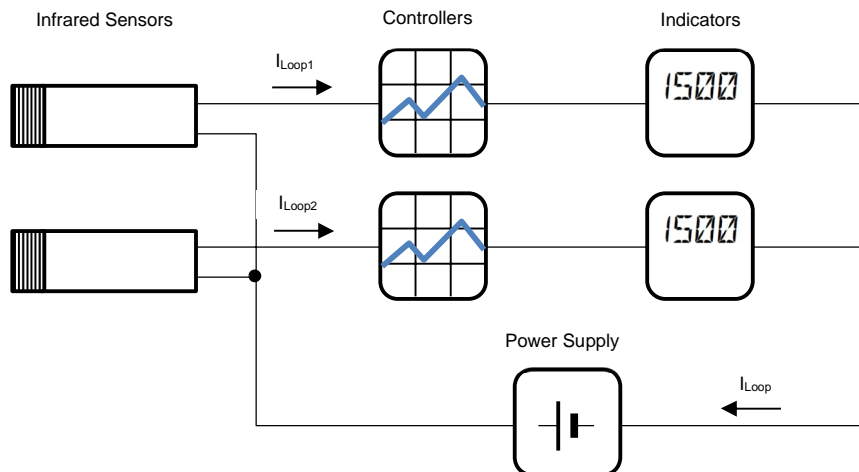 Infrared Sensors
Controllers
Indicators
ILoop1
1500
ILoop2
1500
Power Supply
ILoop